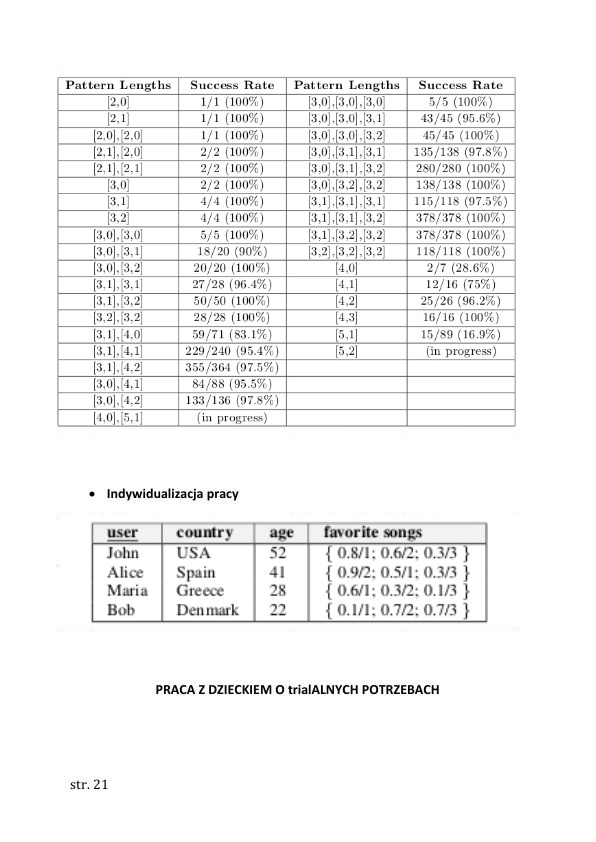 Pattern Lengths Success Rate Pattern Lengths Success Rate
[2,0] 1/1 (100%) [3,0],[3,0],[3,0] 5/5 (100%)
[2,1] 1/1 (100%) [3,0],[3,0],[3,1] 43/45 (95.6%)
[2,0],[2,0] 1/1 (100%) [3,0],[3,0],[3,2] 45/45 (100%)
[2,1],[2,0] 2/2 (100%) [3,0],[3,1],[3,1] 135/138 (97.8%)
[2,1],[2,1] 2/2 (100%) [3,0],[3,1],[3,2] 280/280 (100%)
[3,0] 2/2 (100%) [3,0],[3,2],[3,2] 138/138 (100%)
[3,1] 4/4 (100%) [3,1],[3,1],[3,1] 115/118 (97.5%)
[3,2] 4/4 (100%) [3,1],[3,1],[3,2] 378/378 (100%)
[3,0],[3,0] 5/5 (100%) [3,1],[3,2],[3,2] 378/378 (100%)
[3,0],[3,1] 18/20 (90%) [3,2],[3,2],[3,2] 118/118 (100%)
[3,0],[3,2] 20/20 (100%) [4,0] 2/7 (28.6%)
[3,1],[3,1] 27/28 (96.4%) [4,1] 12/16 (75%)
[3,1],[3,2] 50/50 (100%) [4,2] 25/26 (96.2%)
[3,2],[3,2] 28/28 (100%) [4,3] 16/16 (100%)
[3,1],[4,0] 59/71 (83.1%) [5,1] 15/89 (16.9%)
[3,1],[4,1] 229/240 (95.4%) [5,2] (in progress)
[3,1],[4,2] 355/364 (97.5%)
[3,0],[4,1] 84/88 (95.5%)
[3,0],[4,2] 133/136 (97.8%)
[4,0],[5,1] (in progress)
• Indywidualizacja pracy
user country age favorite songs
John USA 52 { 0.8/1; 0.6/2; 0.3/3 }
Alice Spain 41 { 0.9/2; 0.5/1; 0.3/3 }
Maria Greece 28 { 0.6/1; 0.3/2; 0.1/3 }
Bob Denmark 22 { 0.1/1; 0.7/2; 0.7/3 }
PRACA Z DZIECKIEM O trialALNYCH POTRZEBACH
str. 21